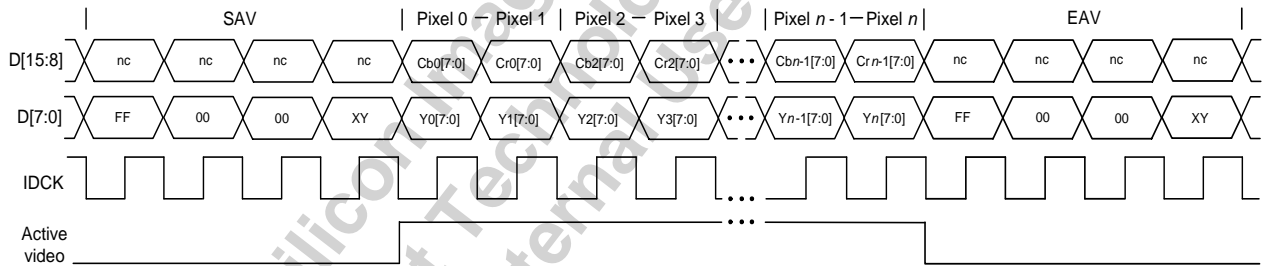 SAV Pixel 0 — Pixel 1 Pixel 2 — Pixel 3 Pixel n - 1—Pixel n EAV
D[15:8] nc nc nc nc Cb0[7:0] Cr0[7:0] Cb2[7:0] Cr2[7:0] ••• Cbn-1[7:0] Crn-1[7:0] nc nc nc nc
D[7:0] FF 00 00 XY Y0[7:0] Y1[7:0] Y2[7:0] Y3[7:0] ••• Yn-1[7:0] Yn[7:0] FF 00 00 XY
IDCK •••
Active •••
video